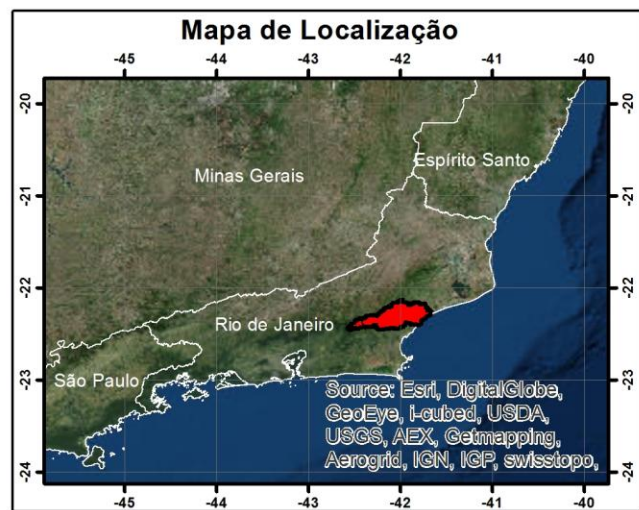 Mapa de Localização
-45 -44 -43 -42 -41 -40
-20 -20
Espírito Santo
Minas Gerais
-21 -21
-22 -22
Rio de Janeiro
São Paulo
-23 -23
Source: Esri, DigitalGlobe,
GeoEye, i-cubed, USDA,
USGS, AEX, Getmapping,
Aerogrid, IGN, IGP, swisstopo,
-24 -24
-45 -44 -43 -42 -41 -40